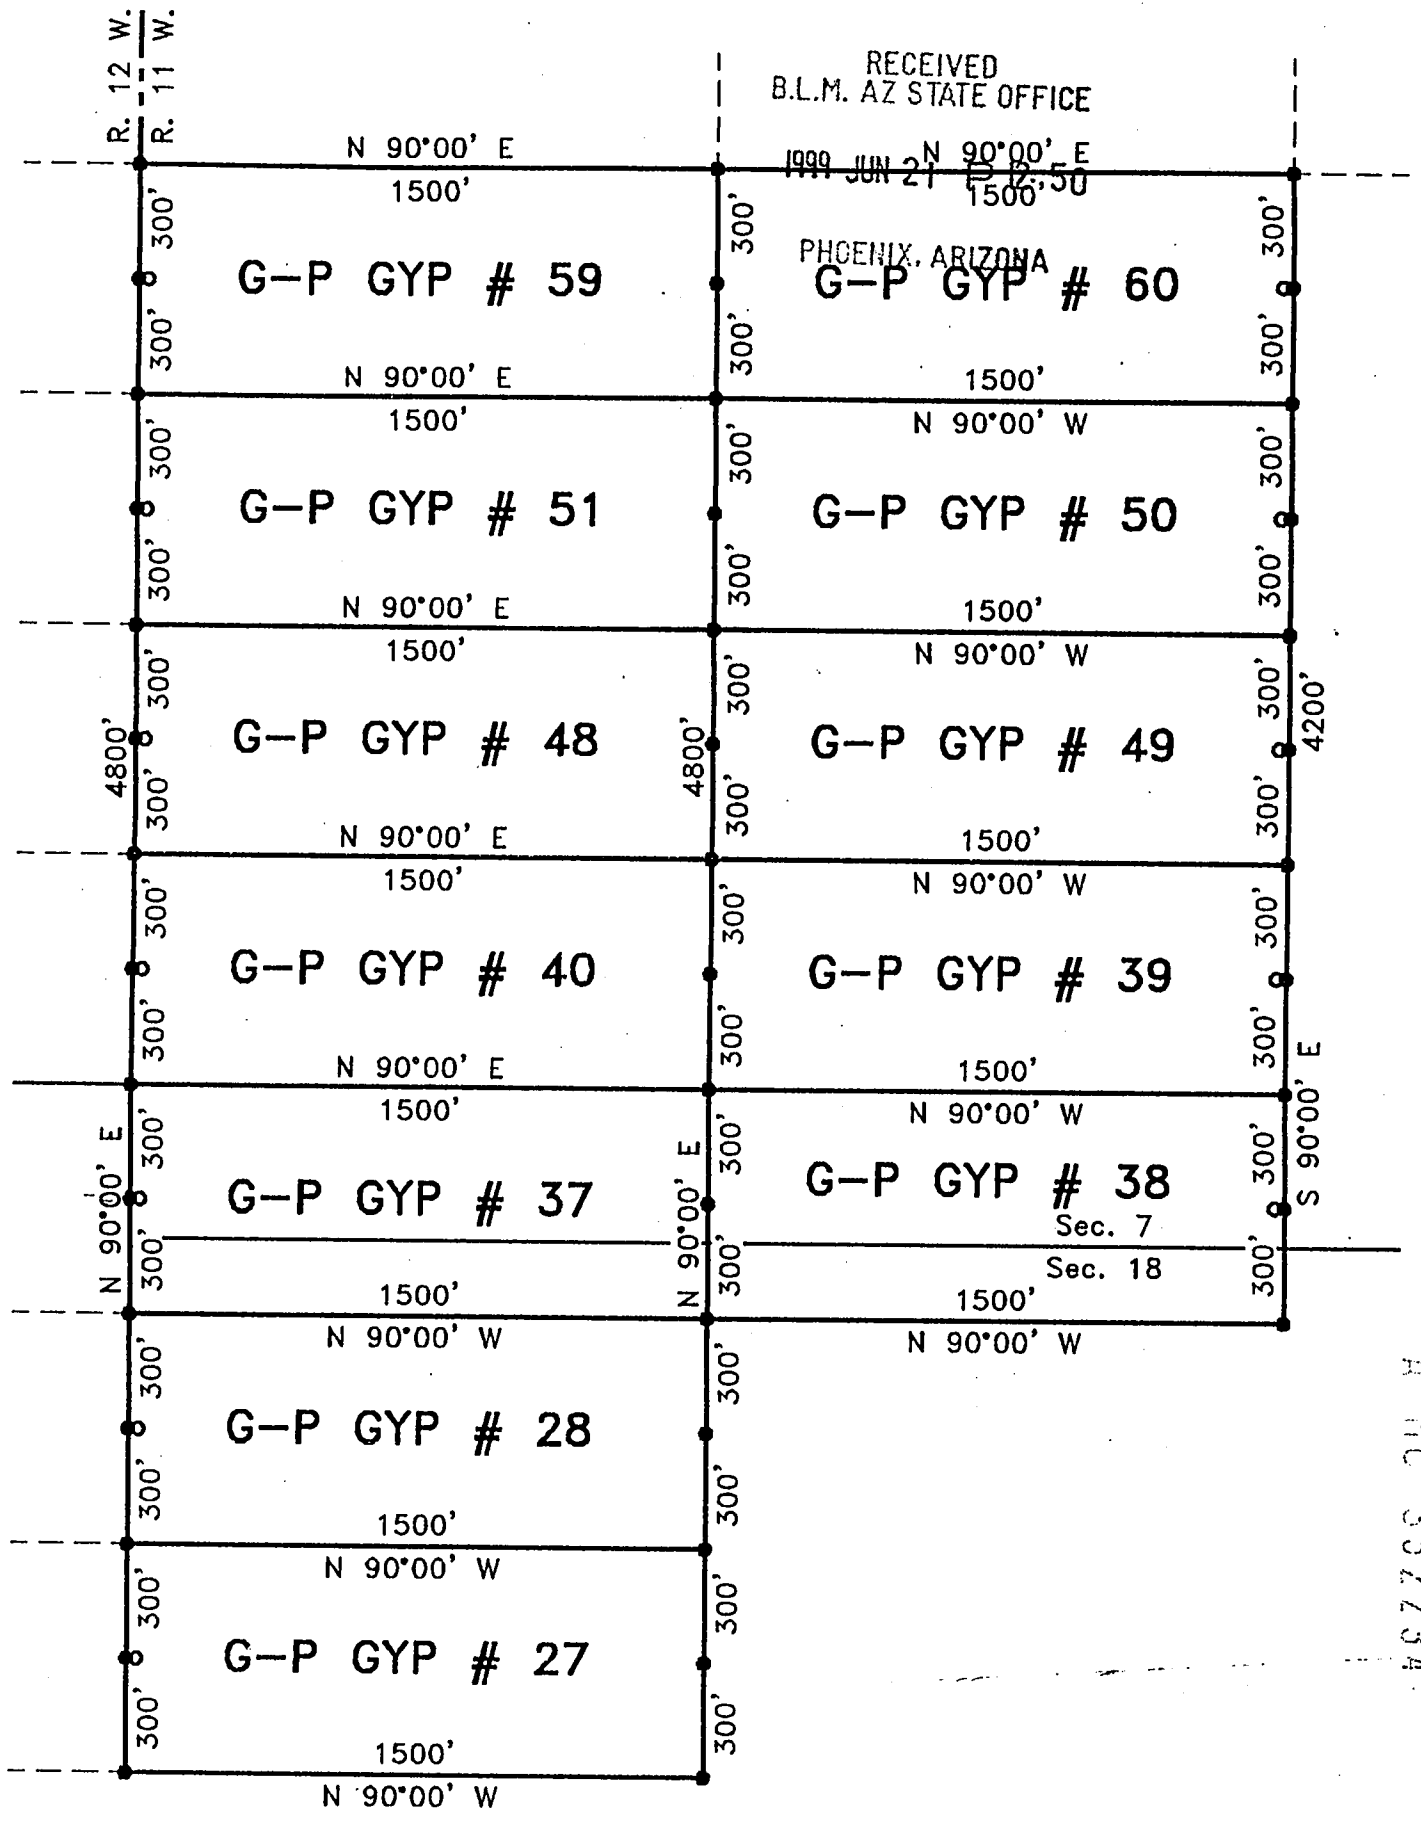 R. 12 W.
R. 11 W.
RECEIVED
B.L.M. AZ STATE OFFICE
1999 JUN 21 P 12:50
PHOENIX, ARIZONA
N 90°00' E
1500'
N 90°00' E
1500'
300'
300'
300'
G-P GYP # 59
G-P GYP # 60
300'
300'
300'
N 90°00' E
1500'
1500'
N 90°00' W
300'
300'
300'
G-P GYP # 51
G-P GYP # 50
300'
300'
300'
N 90°00' E
1500'
1500'
N 90°00' W
300'
300'
300'
4800'
G-P GYP # 48
4800'
G-P GYP # 49
4200'
300'
300'
300'
N 90°00' E
1500'
1500'
N 90°00' W
300'
300'
300'
G-P GYP # 40
G-P GYP # 39
300'
300'
300'
N 90°00' E
1500'
1500'
N 90°00' W
300'
300'
300'
N 90°00' E
G-P GYP # 37
N 90°00' E
G-P GYP # 38
S 90°00' E
Sec. 7
Sec. 18
300'
300'
300'
1500'
N 90°00' W
1500'
N 90°00' W
300'
300'
G-P GYP # 28
300'
300'
1500'
N 90°00' W
300'
300'
G-P GYP # 27
300'
300'
1500'
N 90°00' W